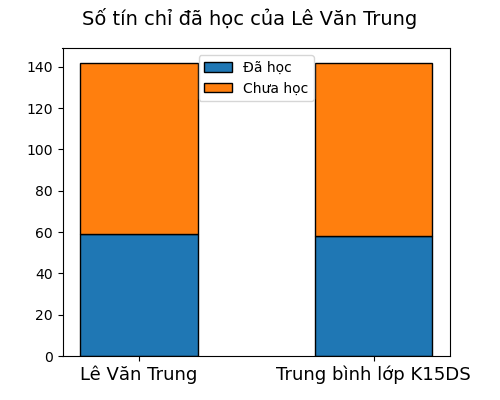 Số tín chỉ đã học của Lê Văn Trung
140
120
100
80
60
40
20
0
Đã học
Chưa học
Lê Văn Trung
Trung bình lớp K15DS